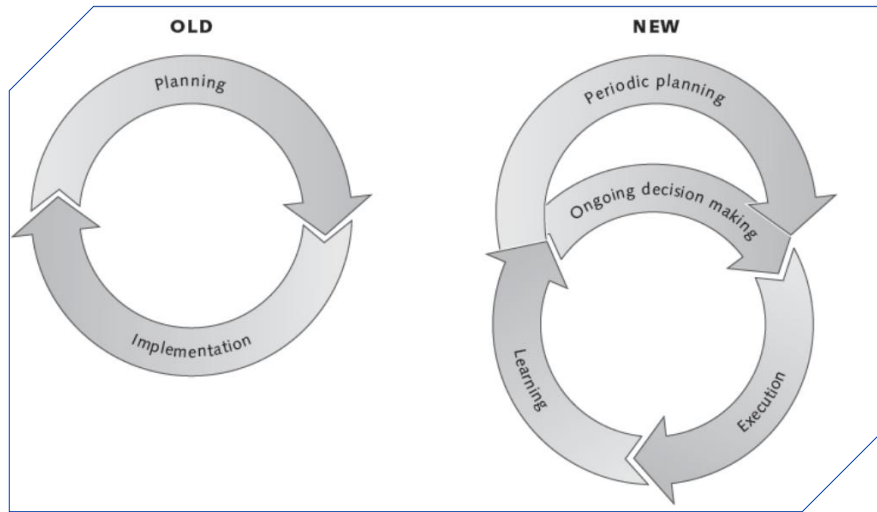 OLD
Planning
Implementation
NEW
Periodic planning
Ongoing decision making
Execution
Learning